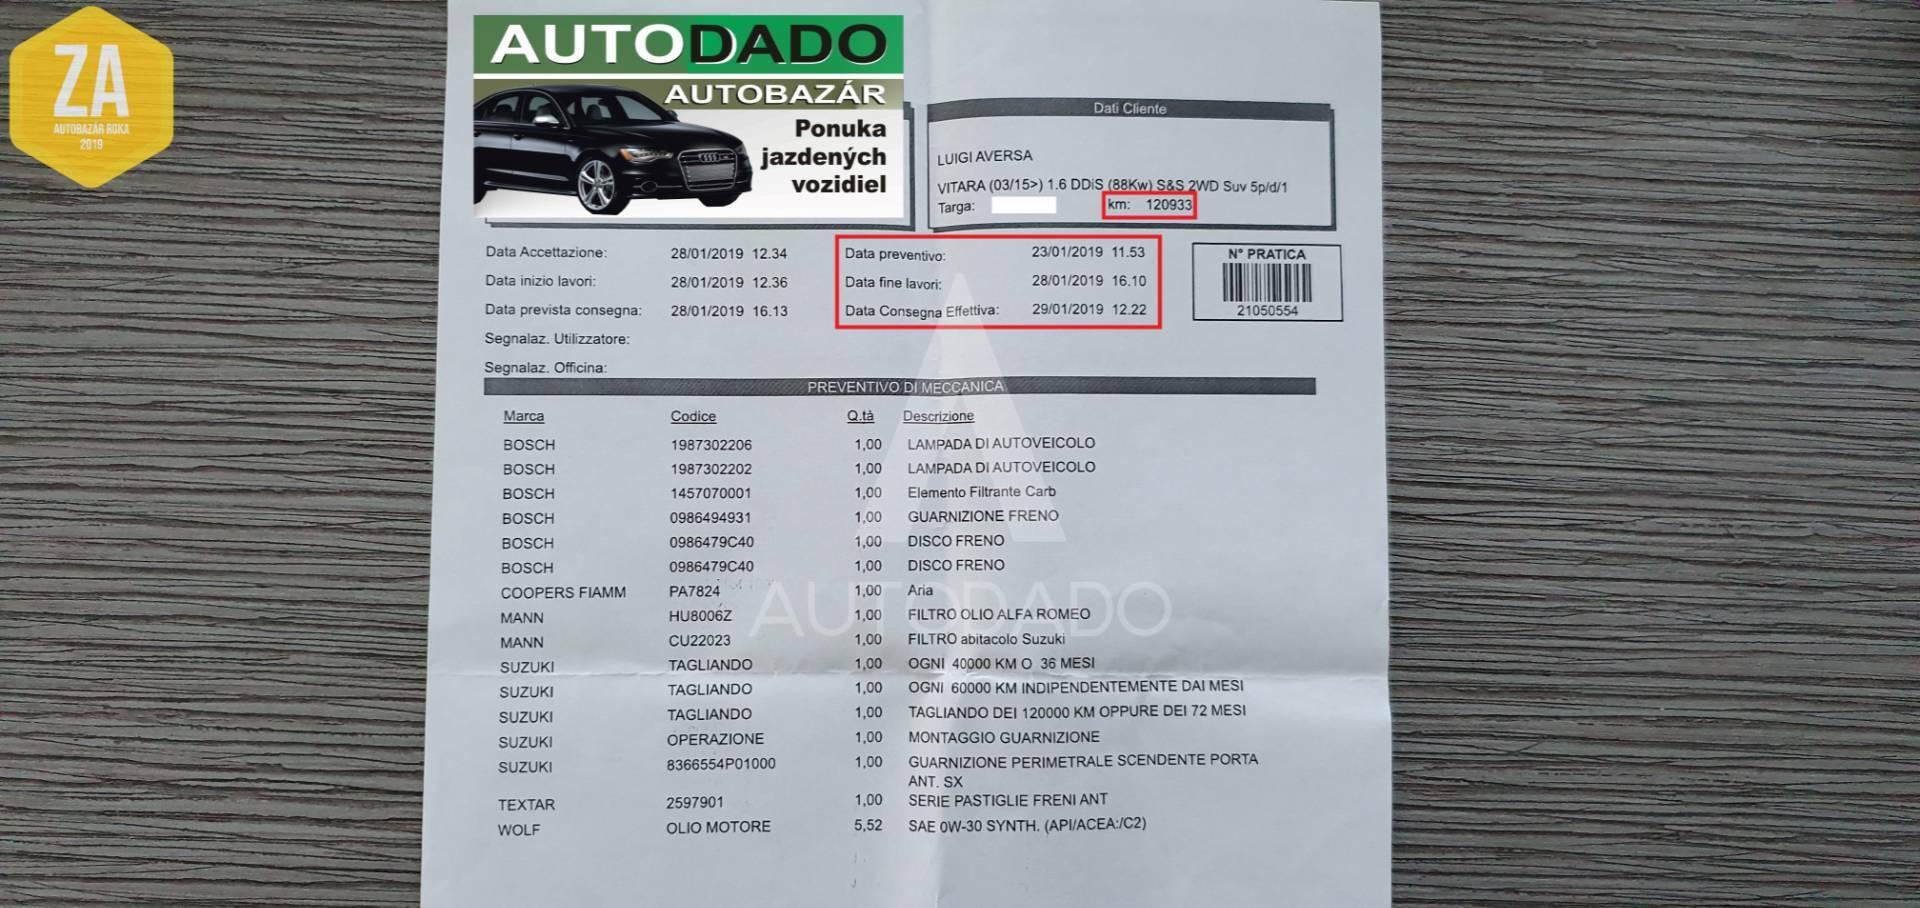 ZA
AUTOBAZÁR ROKA
2019
AUTODADO
AUTOBAZÁR
Ponuka
jazdených
vozidiel
Dati Cliente
LUIGI AVERSA
VITARA (03/15>) 1.6 DDiS (88Kw) S&S 2WD Suv 5p/d/1
Targa: km: 120933
Data Accettazione: 28/01/2019 12.34 Data preventivo: 23/01/2019 11.53
Data inizio lavori: 28/01/2019 12.36 Data fine lavori: 28/01/2019 16.10
Data prevista consegna: 28/01/2019 16.13 Data Consegna Effettiva: 29/01/2019 12.22
N° PRATICA
21050554
Segnalaz. Utilizzatore:
Segnalaz. Officina:
PREVENTIVO DI MECCANICA
Marca Codice Q.tà Descrizione
BOSCH 1987302206 1,00 LAMPADA DI AUTOVEICOLO
BOSCH 1987302202 1,00 LAMPADA DI AUTOVEICOLO
BOSCH 1457070001 1,00 Elemento Filtrante Carb
BOSCH 0986494931 1,00 GUARNIZIONE FRENO
BOSCH 0986479C40 1,00 DISCO FRENO
BOSCH 0986479C40 1,00 DISCO FRENO
COOPERS FIAMM PA7824 1,00 Aria
MANN HU8006Z 1,00 FILTRO OLIO ALFA ROMEO
MANN CU22023 1,00 FILTRO abitacolo Suzuki
SUZUKI TAGLIANDO 1,00 OGNI 40000 KM O 36 MESI
SUZUKI TAGLIANDO 1,00 OGNI 60000 KM INDIPENDENTEMENTE DAI MESI
SUZUKI TAGLIANDO 1,00 TAGLIANDO DEI 120000 KM OPPURE DEI 72 MESI
SUZUKI OPERAZIONE 1,00 MONTAGGIO GUARNIZIONE
SUZUKI 8366554P01000 1,00 GUARNIZIONE PERIMETRALE SCENDENTE PORTA
ANT. SX
TEXTAR 2597901 1,00 SERIE PASTIGLIE FRENI ANT
WOLF OLIO MOTORE 5,52 SAE 0W-30 SYNTH. (API/ACEA:/C2)
AUTODADO